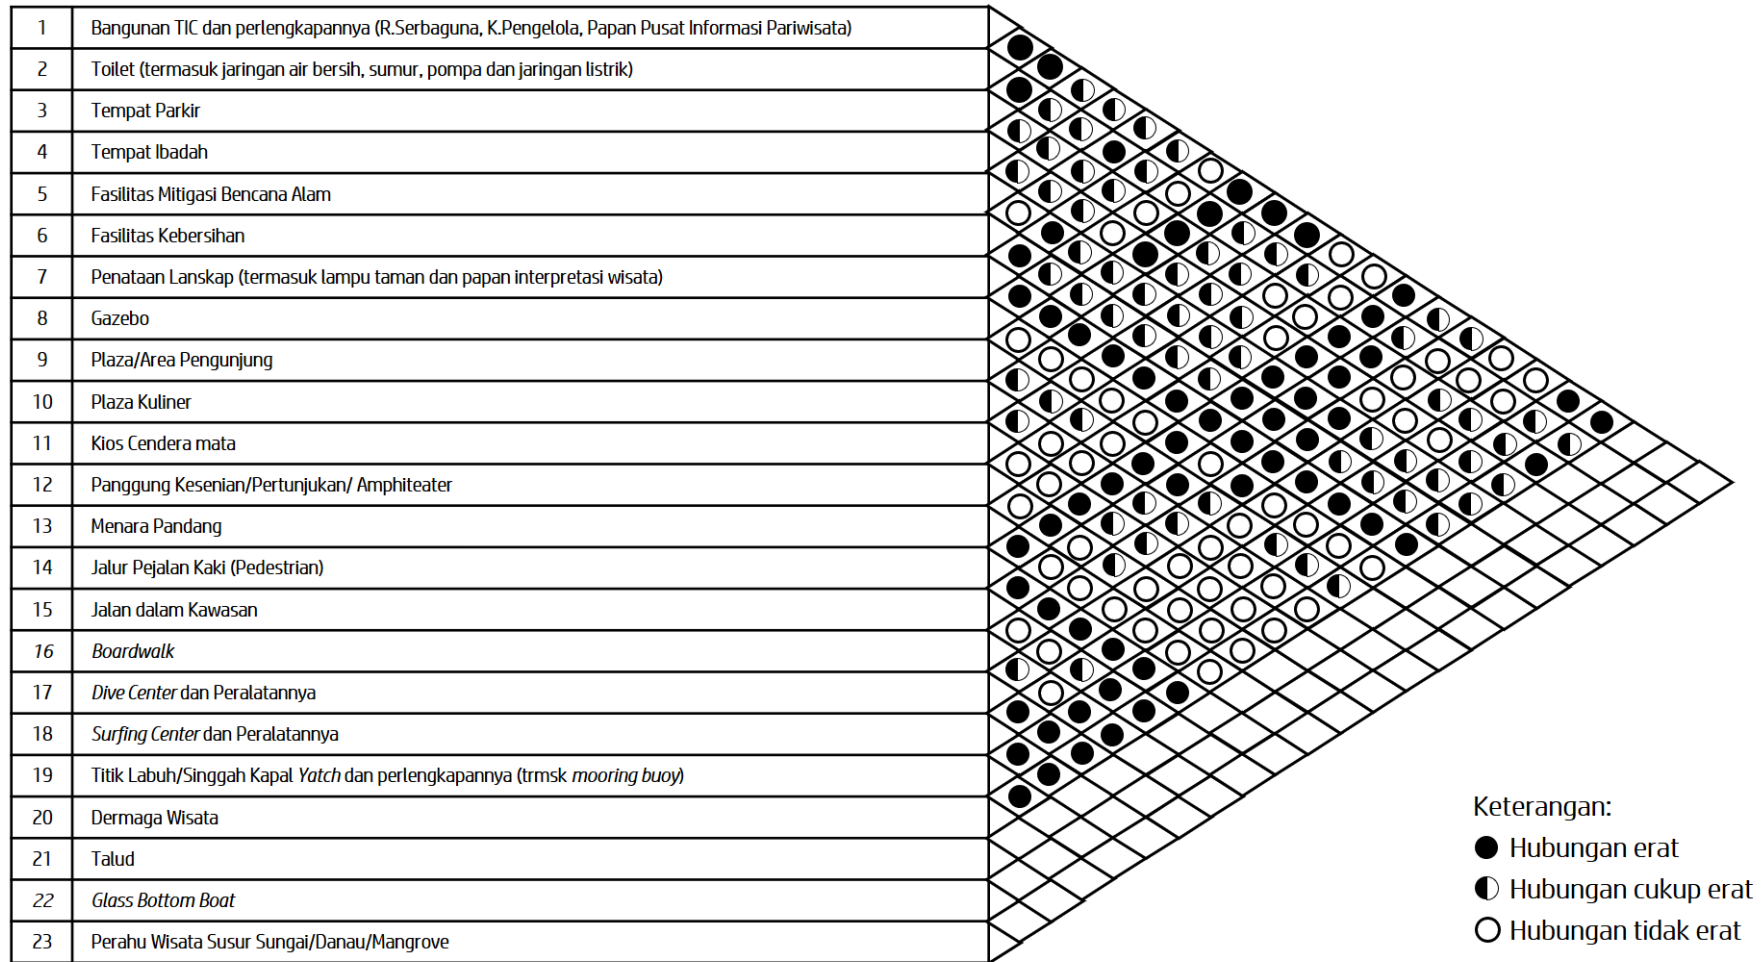 1 Bangunan TIC dan perlengkapannya (R.Serbaguna, K.Pengelola, Papan Pusat Informasi Pariwisata)
2 Toilet (termasuk jaringan air bersih, sumur, pompa dan jaringan listrik)
3 Tempat Parkir
4 Tempat Ibadah
5 Fasilitas Mitigasi Bencana Alam
6 Fasilitas Kebersihan
7 Penataan Lanskap (termasuk lampu taman dan papan interpretasi wisata)
8 Gazebo
9 Plaza/Area Pengunjung
10 Plaza Kuliner
11 Kios Cendera mata
12 Panggung Kesenian/Pertunjukan/ Amphiteater
13 Menara Pandang
14 Jalur Pejalan Kaki (Pedestrian)
15 Jalan dalam Kawasan
16 Boardwalk
17 Dive Center dan Peralatannya
18 Surfing Center dan Peralatannya
19 Titik Labuh/Singgah Kapal Yatch dan perlengkapannya (trmsk mooring buoy)
20 Dermaga Wisata
21 Talud
22 Glass Bottom Boat
23 Perahu Wisata Susur Sungai/Danau/Mangrove
Keterangan:
Hubungan erat
Hubungan cukup erat
Hubungan tidak erat